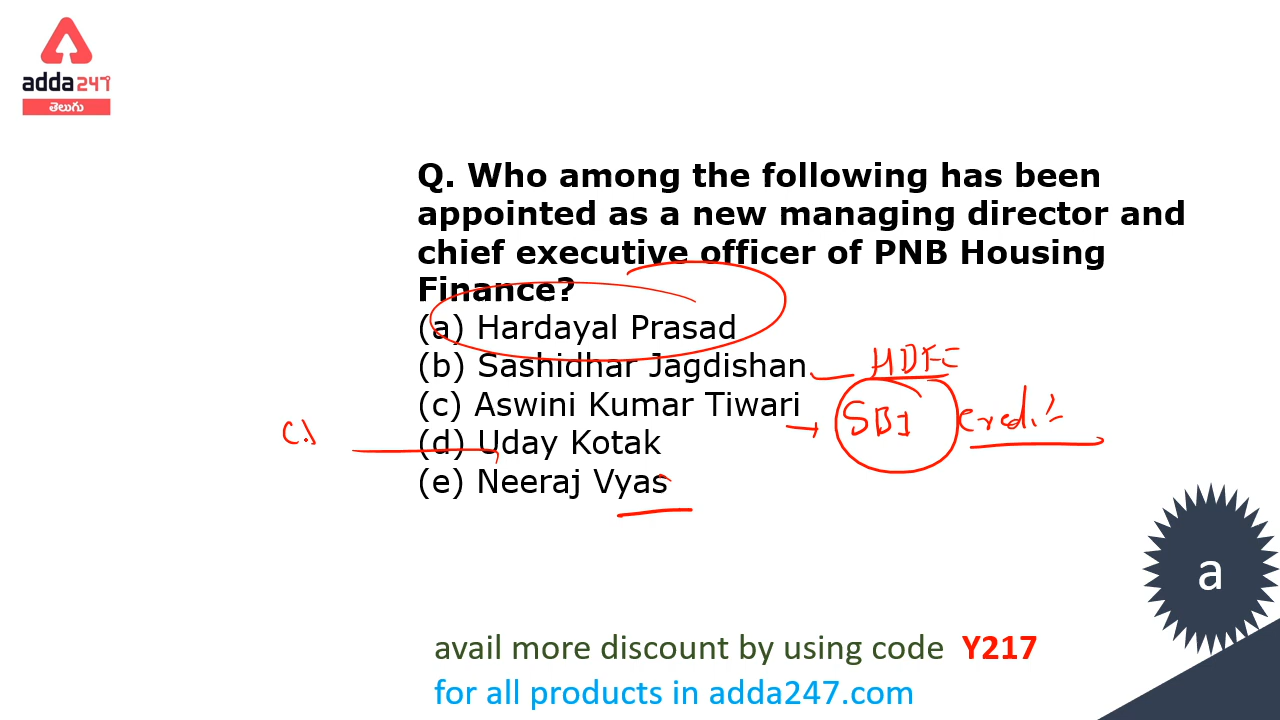 adda247
తెలుగు
Q. Who among the following has been
appointed as a new managing director and
chief executive officer of PNB Housing
Finance?
(a) Hardayal Prasad
(b) Sashidhar Jagdishan
HDFC
(c) Aswini Kumar Tiwari
SBI Credit
(d) Uday Kotak
(e) Neeraj Vyas
a
avail more discount by using code Y217
for all products in adda247.com